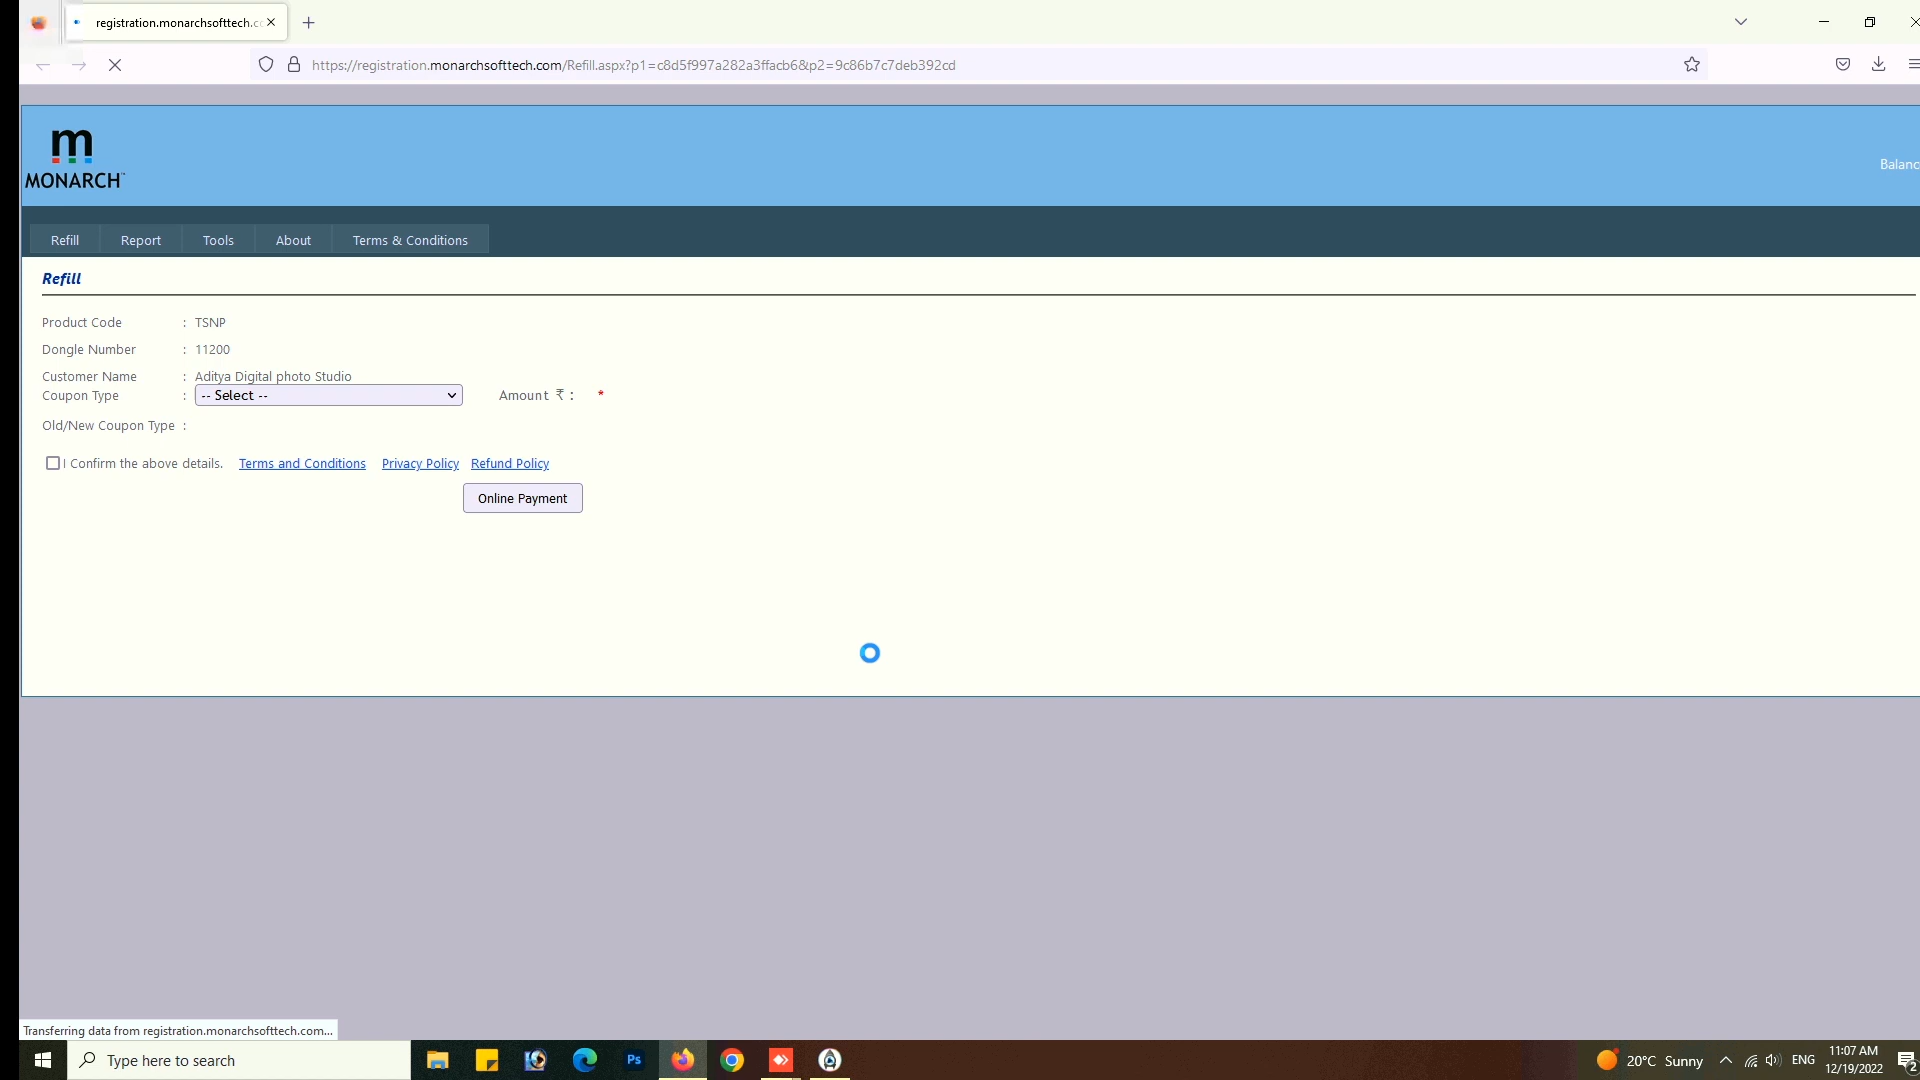 registration.monarchsofttech.c
https://registration.monarchsofttech.com/Refill.aspx?p1=c8d5f997a282a3ffacb6&p2=9c86b7c7deb392cd
m
MONARCH
Balanc
Refill Report Tools About Terms & Conditions
Refill
Product Code : TSNP
Dongle Number : 11200
Customer Name : Aditya Digital photo Studio
Coupon Type : -- Select -- Amount ₹ : *
Old/New Coupon Type :
I Confirm the above details. Terms and Conditions Privacy Policy Refund Policy
Online Payment
Transferring data from registration.monarchsofttech.com...
Type here to search
Ps
20°C Sunny
ENG
11:07 AM
12/19/2022
2